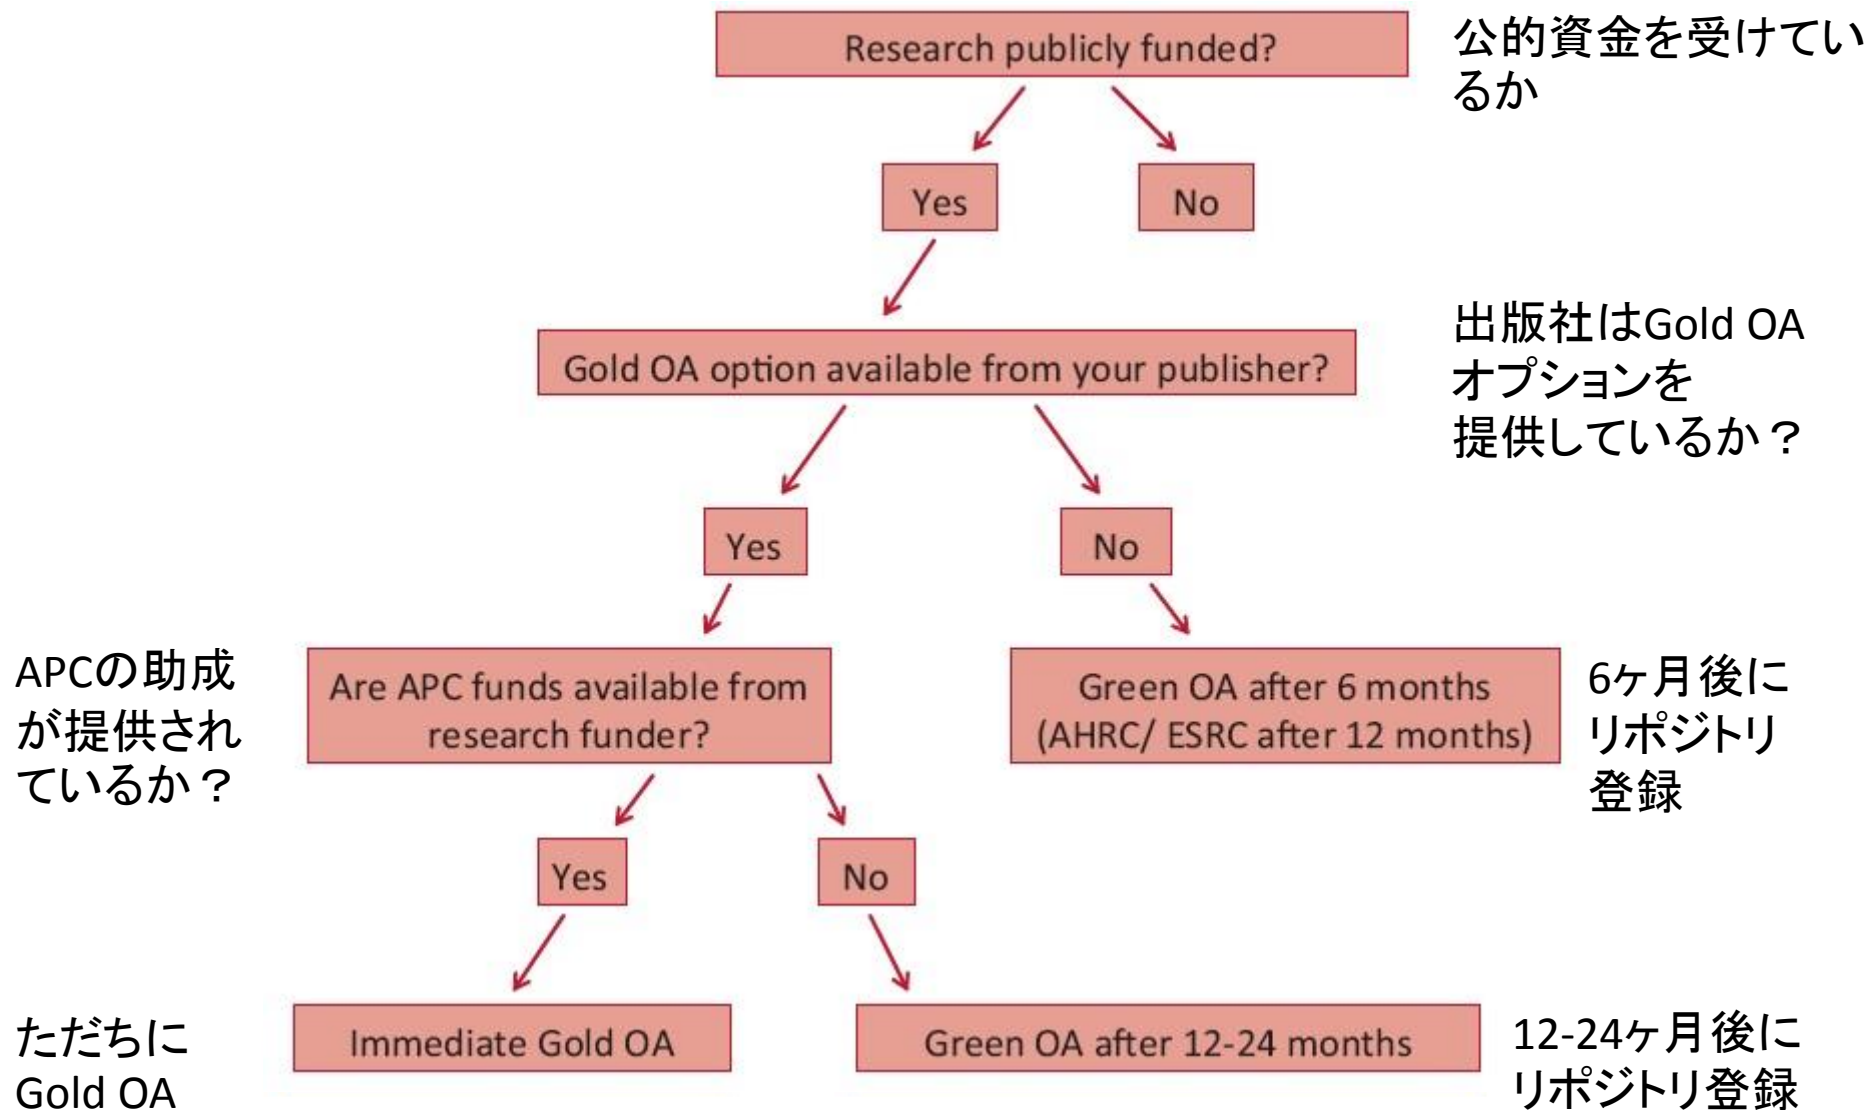 Research publicly funded?
公的資金を受けてい
るか
Yes
No
Gold OA option available from your publisher?
出版社はGold OA
オプションを
提供しているか？
Yes
No
APCの助成
が提供され
ているか？
Are APC funds available from
research funder?
Green OA after 6 months
(AHRC/ ESRC after 12 months)
6ヶ月後に
リポジトリ
登録
Yes
No
ただちに
Gold OA
Immediate Gold OA
Green OA after 12-24 months
12-24ヶ月後に
リポジトリ登録